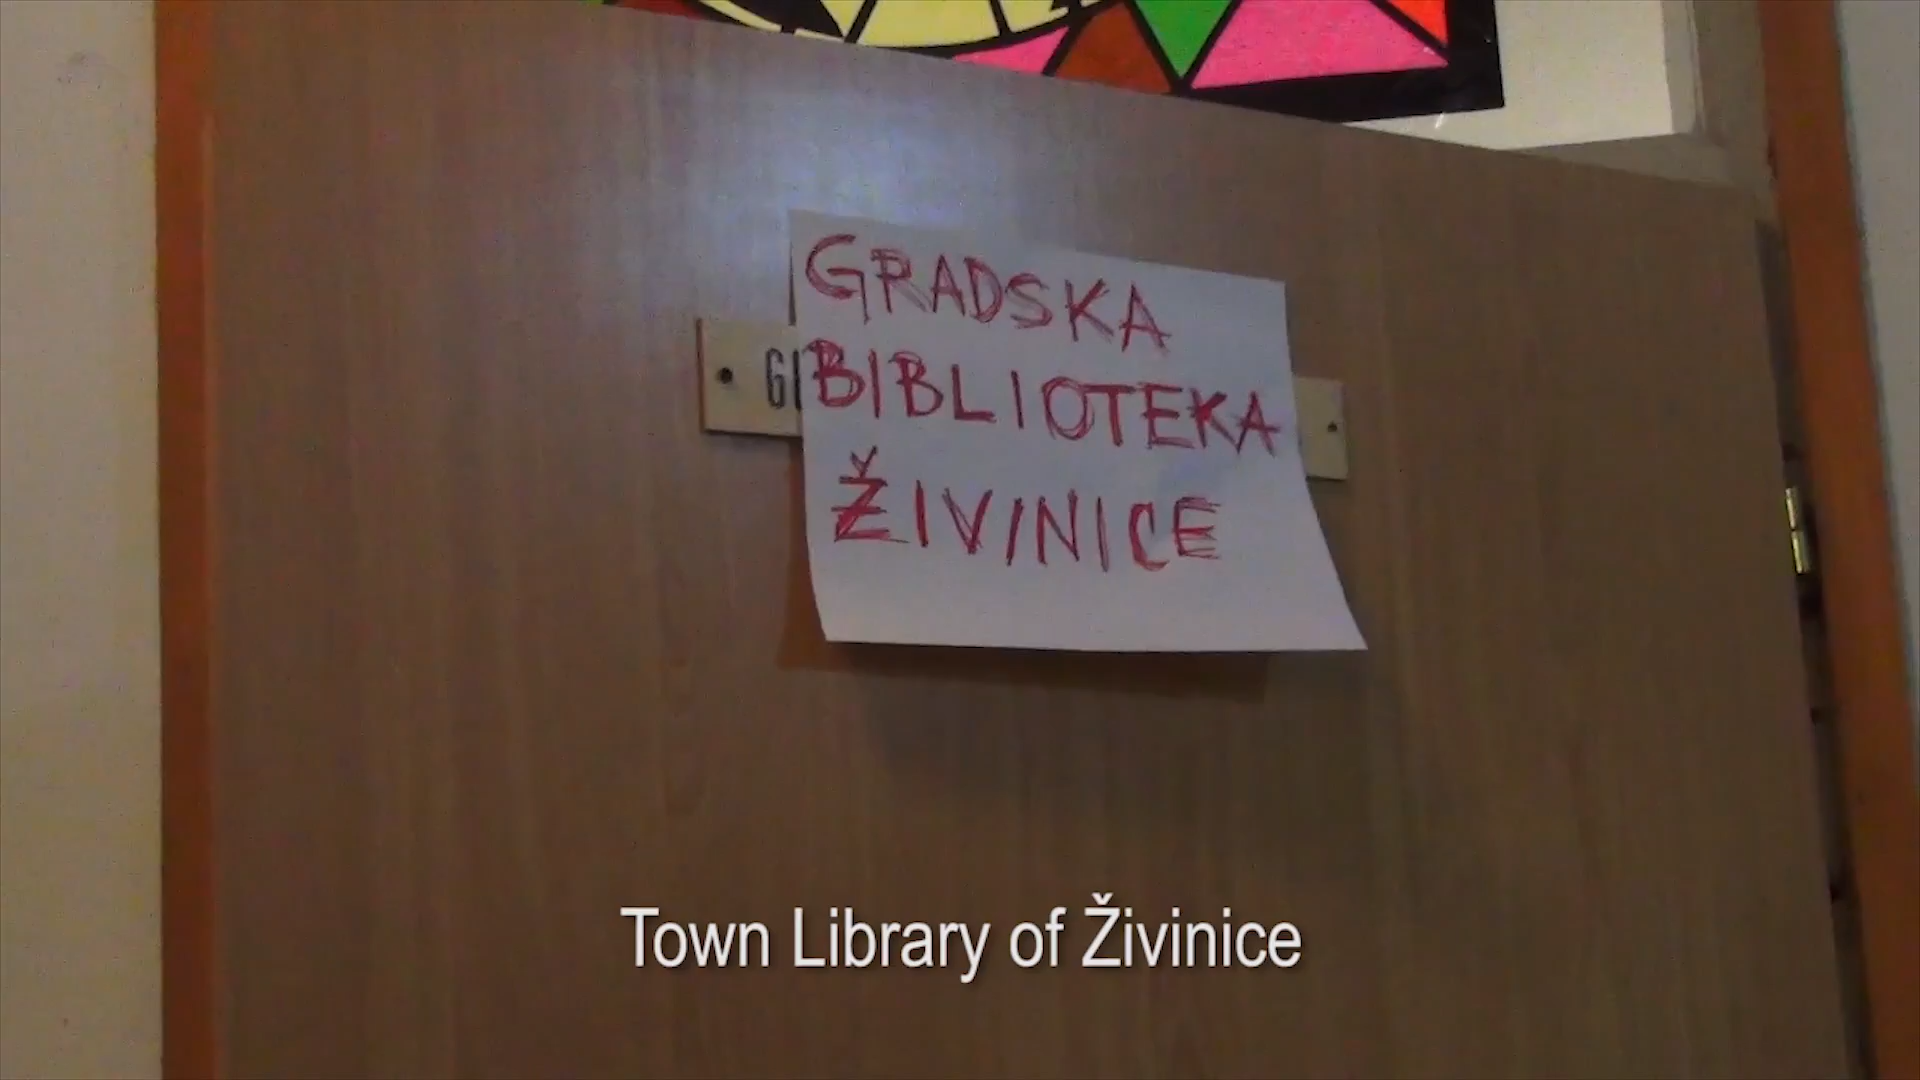 GRADSKA
BIBLIOTEKA
ŽIVINICE
Town Library of Živinice